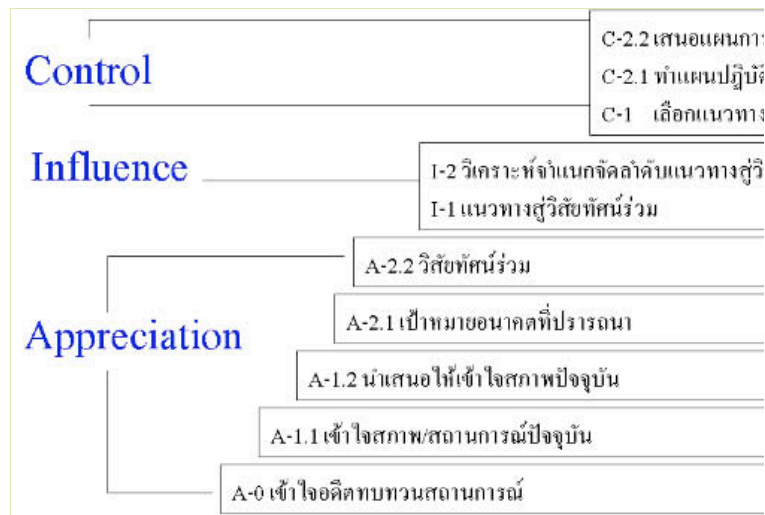 Control
C-2.2 เสนอแผนการ
C-2.1 ทำแผนปฏิบัติ
C-1 เลือกแนวทาง
Influence
I-2 วิเคราะห์จำแนกจัดลำดับแนวทางสู่วิ
I-1 แนวทางสู่วิสัยทัศน์ร่วม
A-2.2 วิสัยทัศน์ร่วม
Appreciation
A-2.1 เป้าหมายอนาคตที่ปรารถนา
A-1.2 นำเสนอให้เข้าใจสภาพปัจจุบัน
A-1.1 เข้าใจสภาพ/สถานการณ์ปัจจุบัน
A-0 เข้าใจอดีตทบทวนสถานการณ์